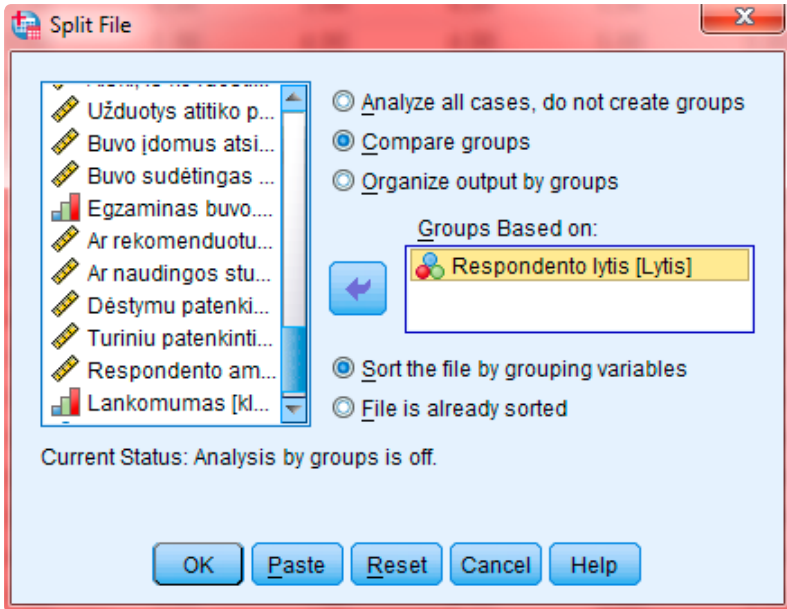 Split File
Užduotys atitiko p...
Buvo įdomus atsi...
Buvo sudėtingas ...
Egzaminas buvo....
Ar rekomenduotu...
Ar naudingos stu...
Dėstymu patenki...
Turiniu patenkinti...
Respondento am...
Lankomumas [kl...
Analyze all cases, do not create groups
Compare groups
Organize output by groups
Groups Based on:
Respondento lytis [Lytis]
Sort the file by grouping variables
File is already sorted
Current Status: Analysis by groups is off.
OK
Paste
Reset
Cancel
Help